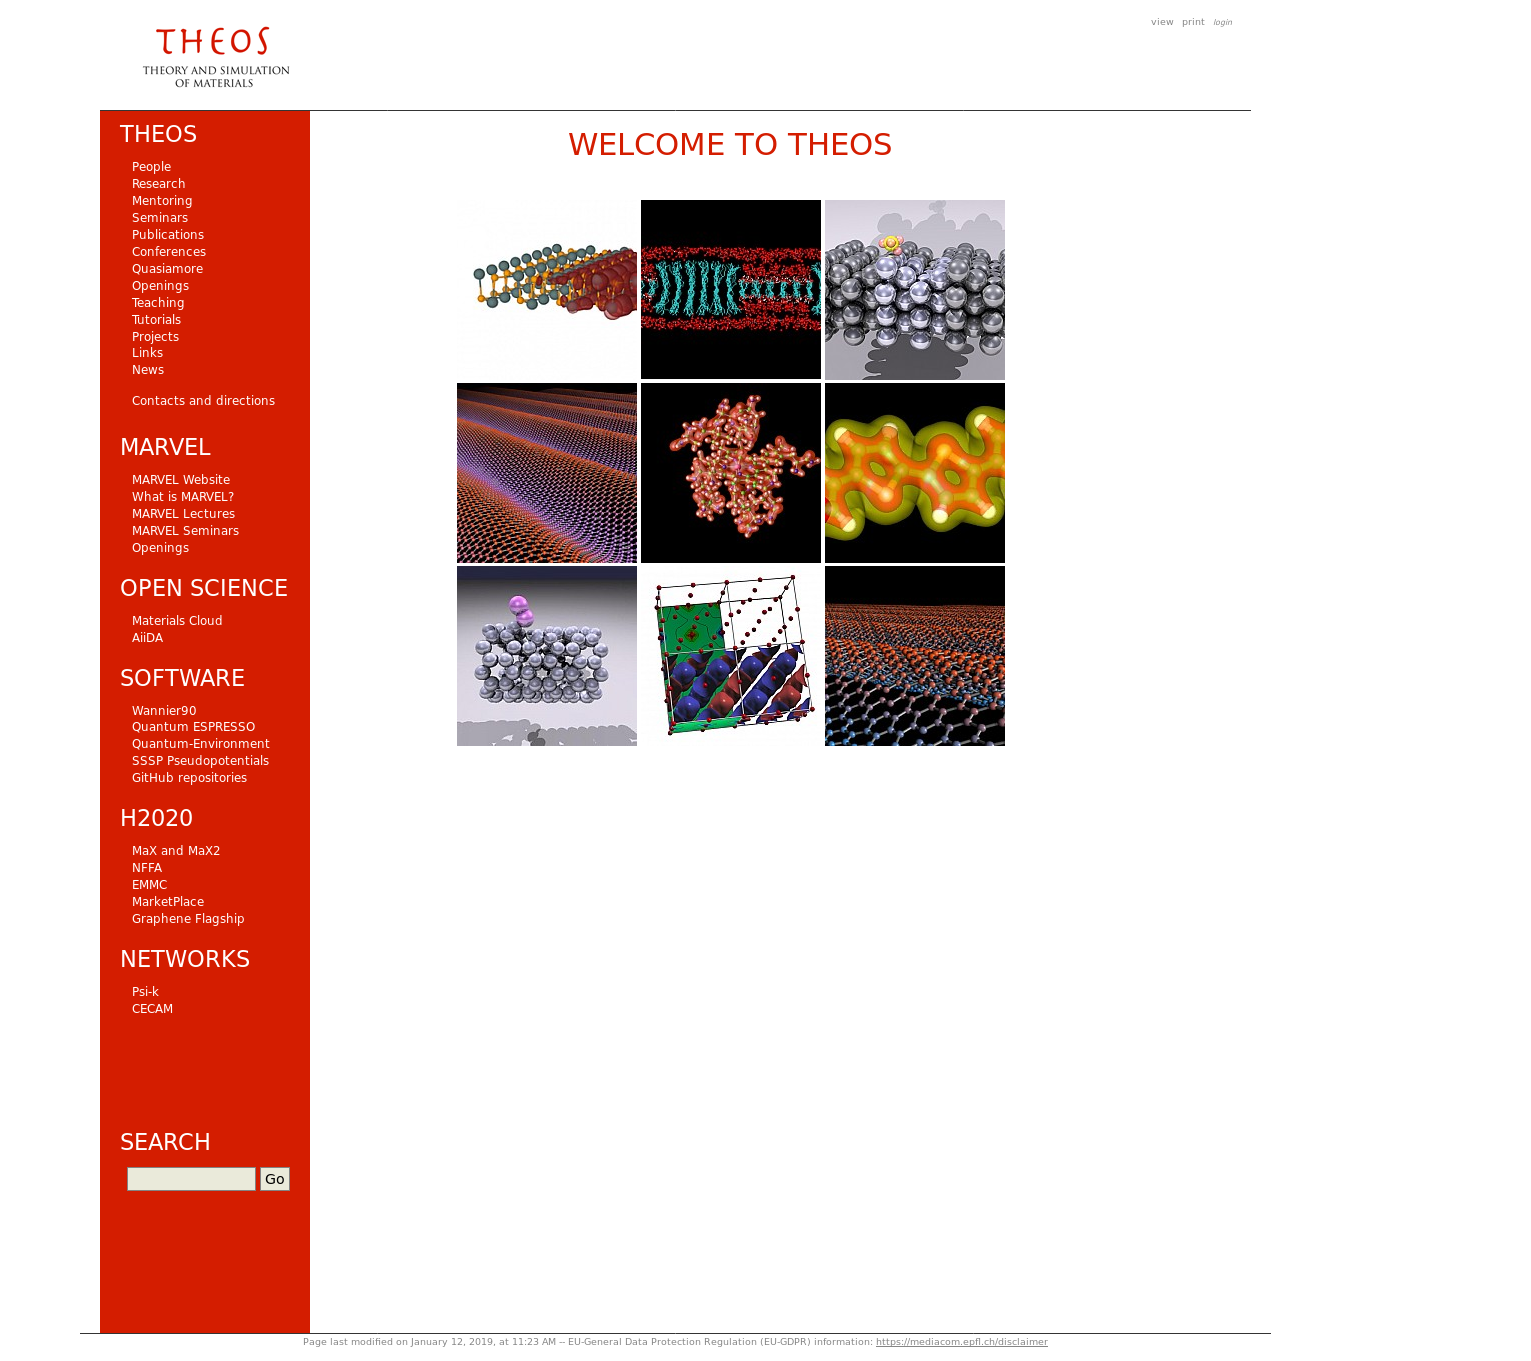 view print login
THEOS
THEORY AND SIMULATION
OF MATERIALS
THEOS
People
Research
Mentoring
Seminars
Publications
Conferences
Quasiamore
Openings
Teaching
Tutorials
Projects
Links
News
Contacts and directions
MARVEL
MARVEL Website
What is MARVEL?
MARVEL Lectures
MARVEL Seminars
Openings
OPEN SCIENCE
Materials Cloud
AiiDA
SOFTWARE
Wannier90
Quantum ESPRESSO
Quantum-Environment
SSSP Pseudopotentials
GitHub repositories
H2020
MaX and MaX2
NFFA
EMMC
MarketPlace
Graphene Flagship
NETWORKS
Psi-k
CECAM
SEARCH
Go
WELCOME TO THEOS
Page last modified on January 12, 2019, at 11:23 AM -- EU-General Data Protection Regulation (EU-GDPR) information: https://mediacom.epfl.ch/disclaimer